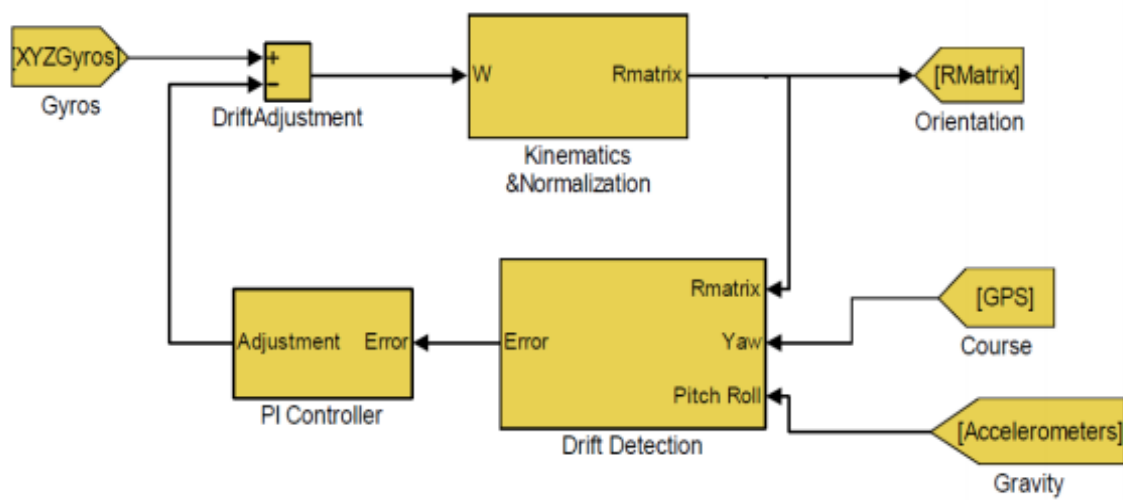 [XYZGyros]
Gyros
+
−
DriftAdjustment
W
Rmatrix
Kinematics
&Normalization
[RMatrix]
Orientation
Adjustment
Error
PI Controller
Error
Rmatrix
Yaw
Pitch Roll
Drift Detection
[GPS]
Course
[Accelerometers]
Gravity